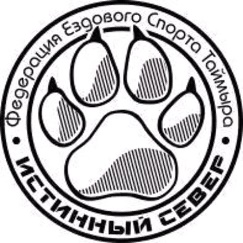 Федерация Ездового Спорта Таймыра
• ИСТИННЫЙ СЕВЕР •